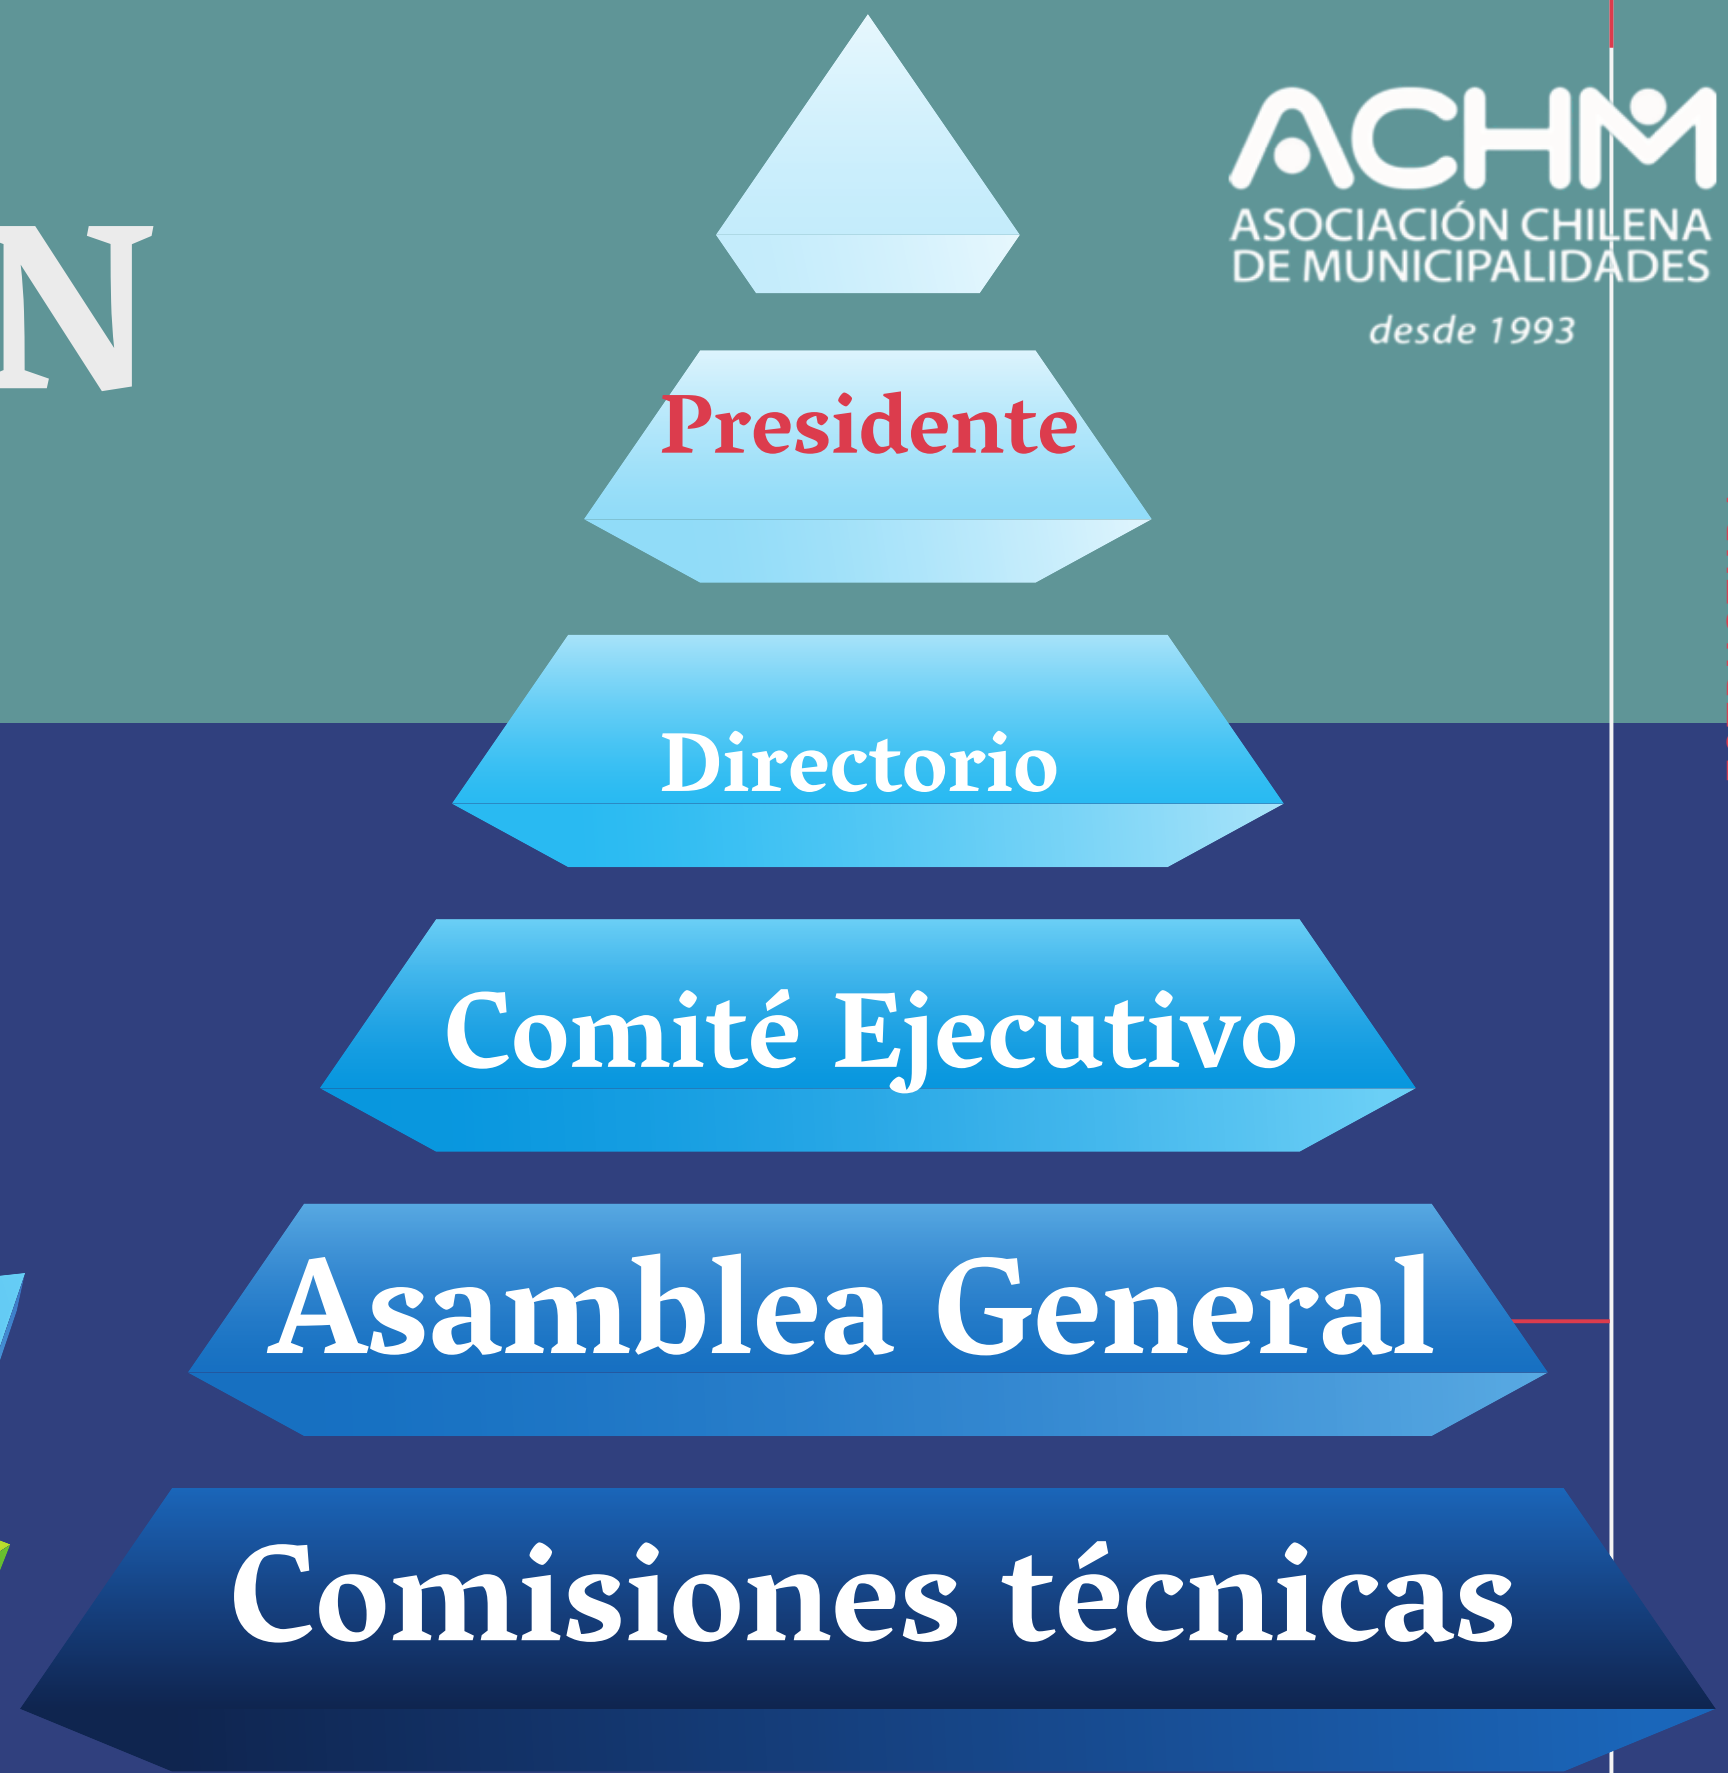 N
ACHM
ASOCIACIÓN CHILENA
DE MUNICIPALIDADES
desde 1993
Presidente
Directorio
Comité Ejecutivo
Asamblea General
Comisiones técnicas